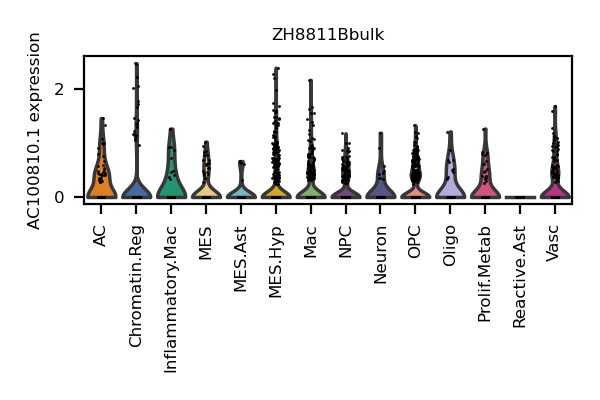 ZH8811Bbulk
AC100810.1 expression
2
0
AC
Chromatin.Reg
Inflammatory.Mac
MES
MES.Ast
MES.Hyp
Mac
NPC
Neuron
OPC
Oligo
Prolif.Metab
Reactive.Ast
Vasc